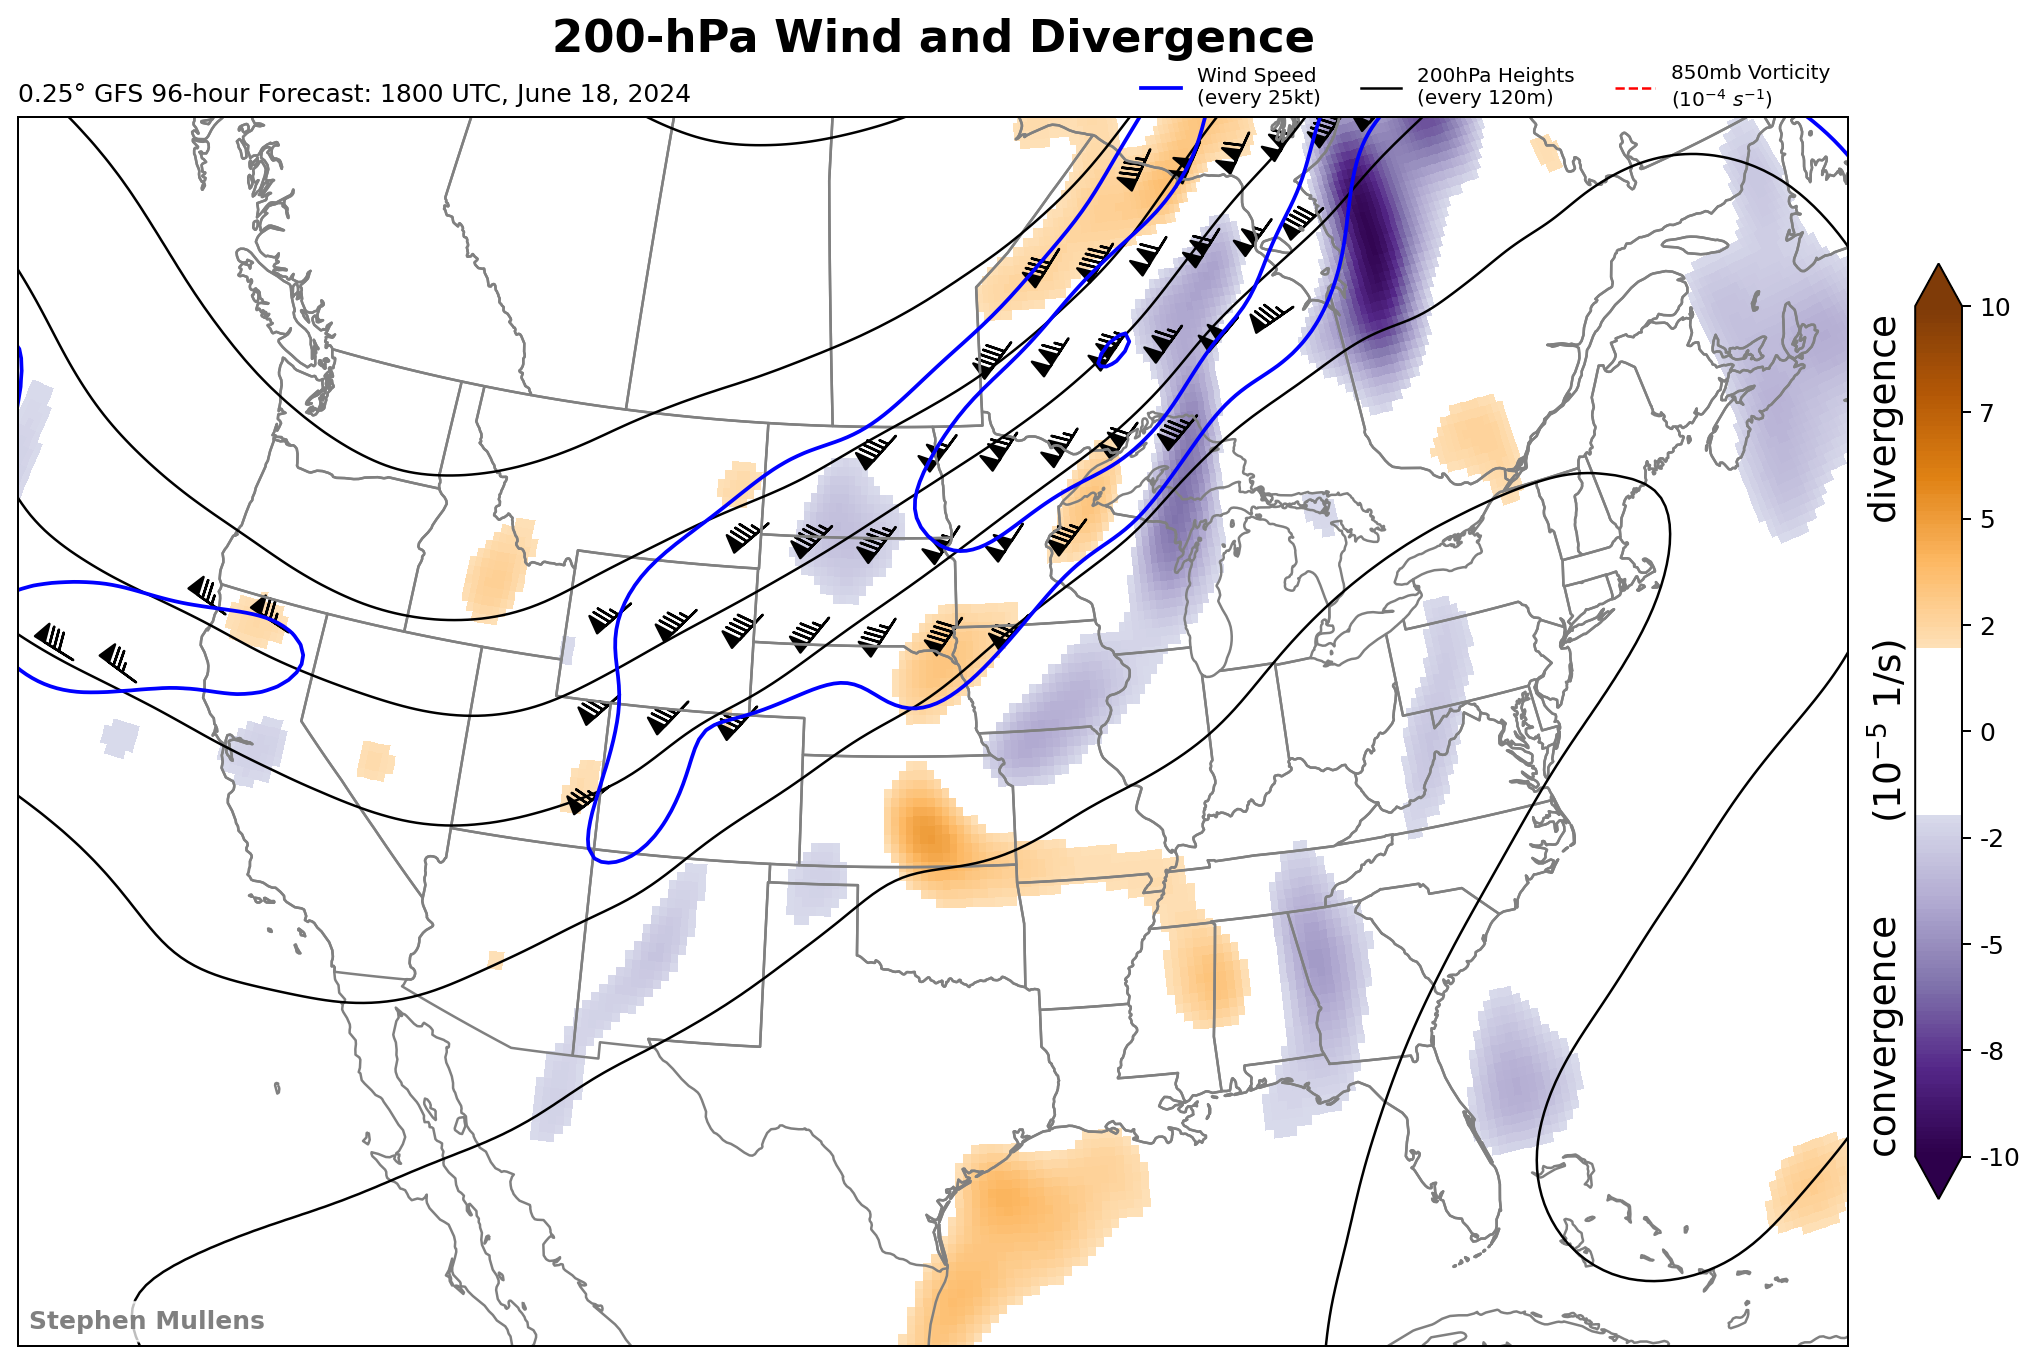 200-hPa Wind and Divergence
0.25° GFS 96-hour Forecast: 1800 UTC, June 18, 2024
Wind Speed
(every 25kt)
200hPa Heights
(every 120m)
850mb Vorticity
(10⁻⁴ s⁻¹)
10
7
5
2
0
-2
-5
-8
-10
convergence (10⁻⁵ 1/s) divergence
Stephen Mullens